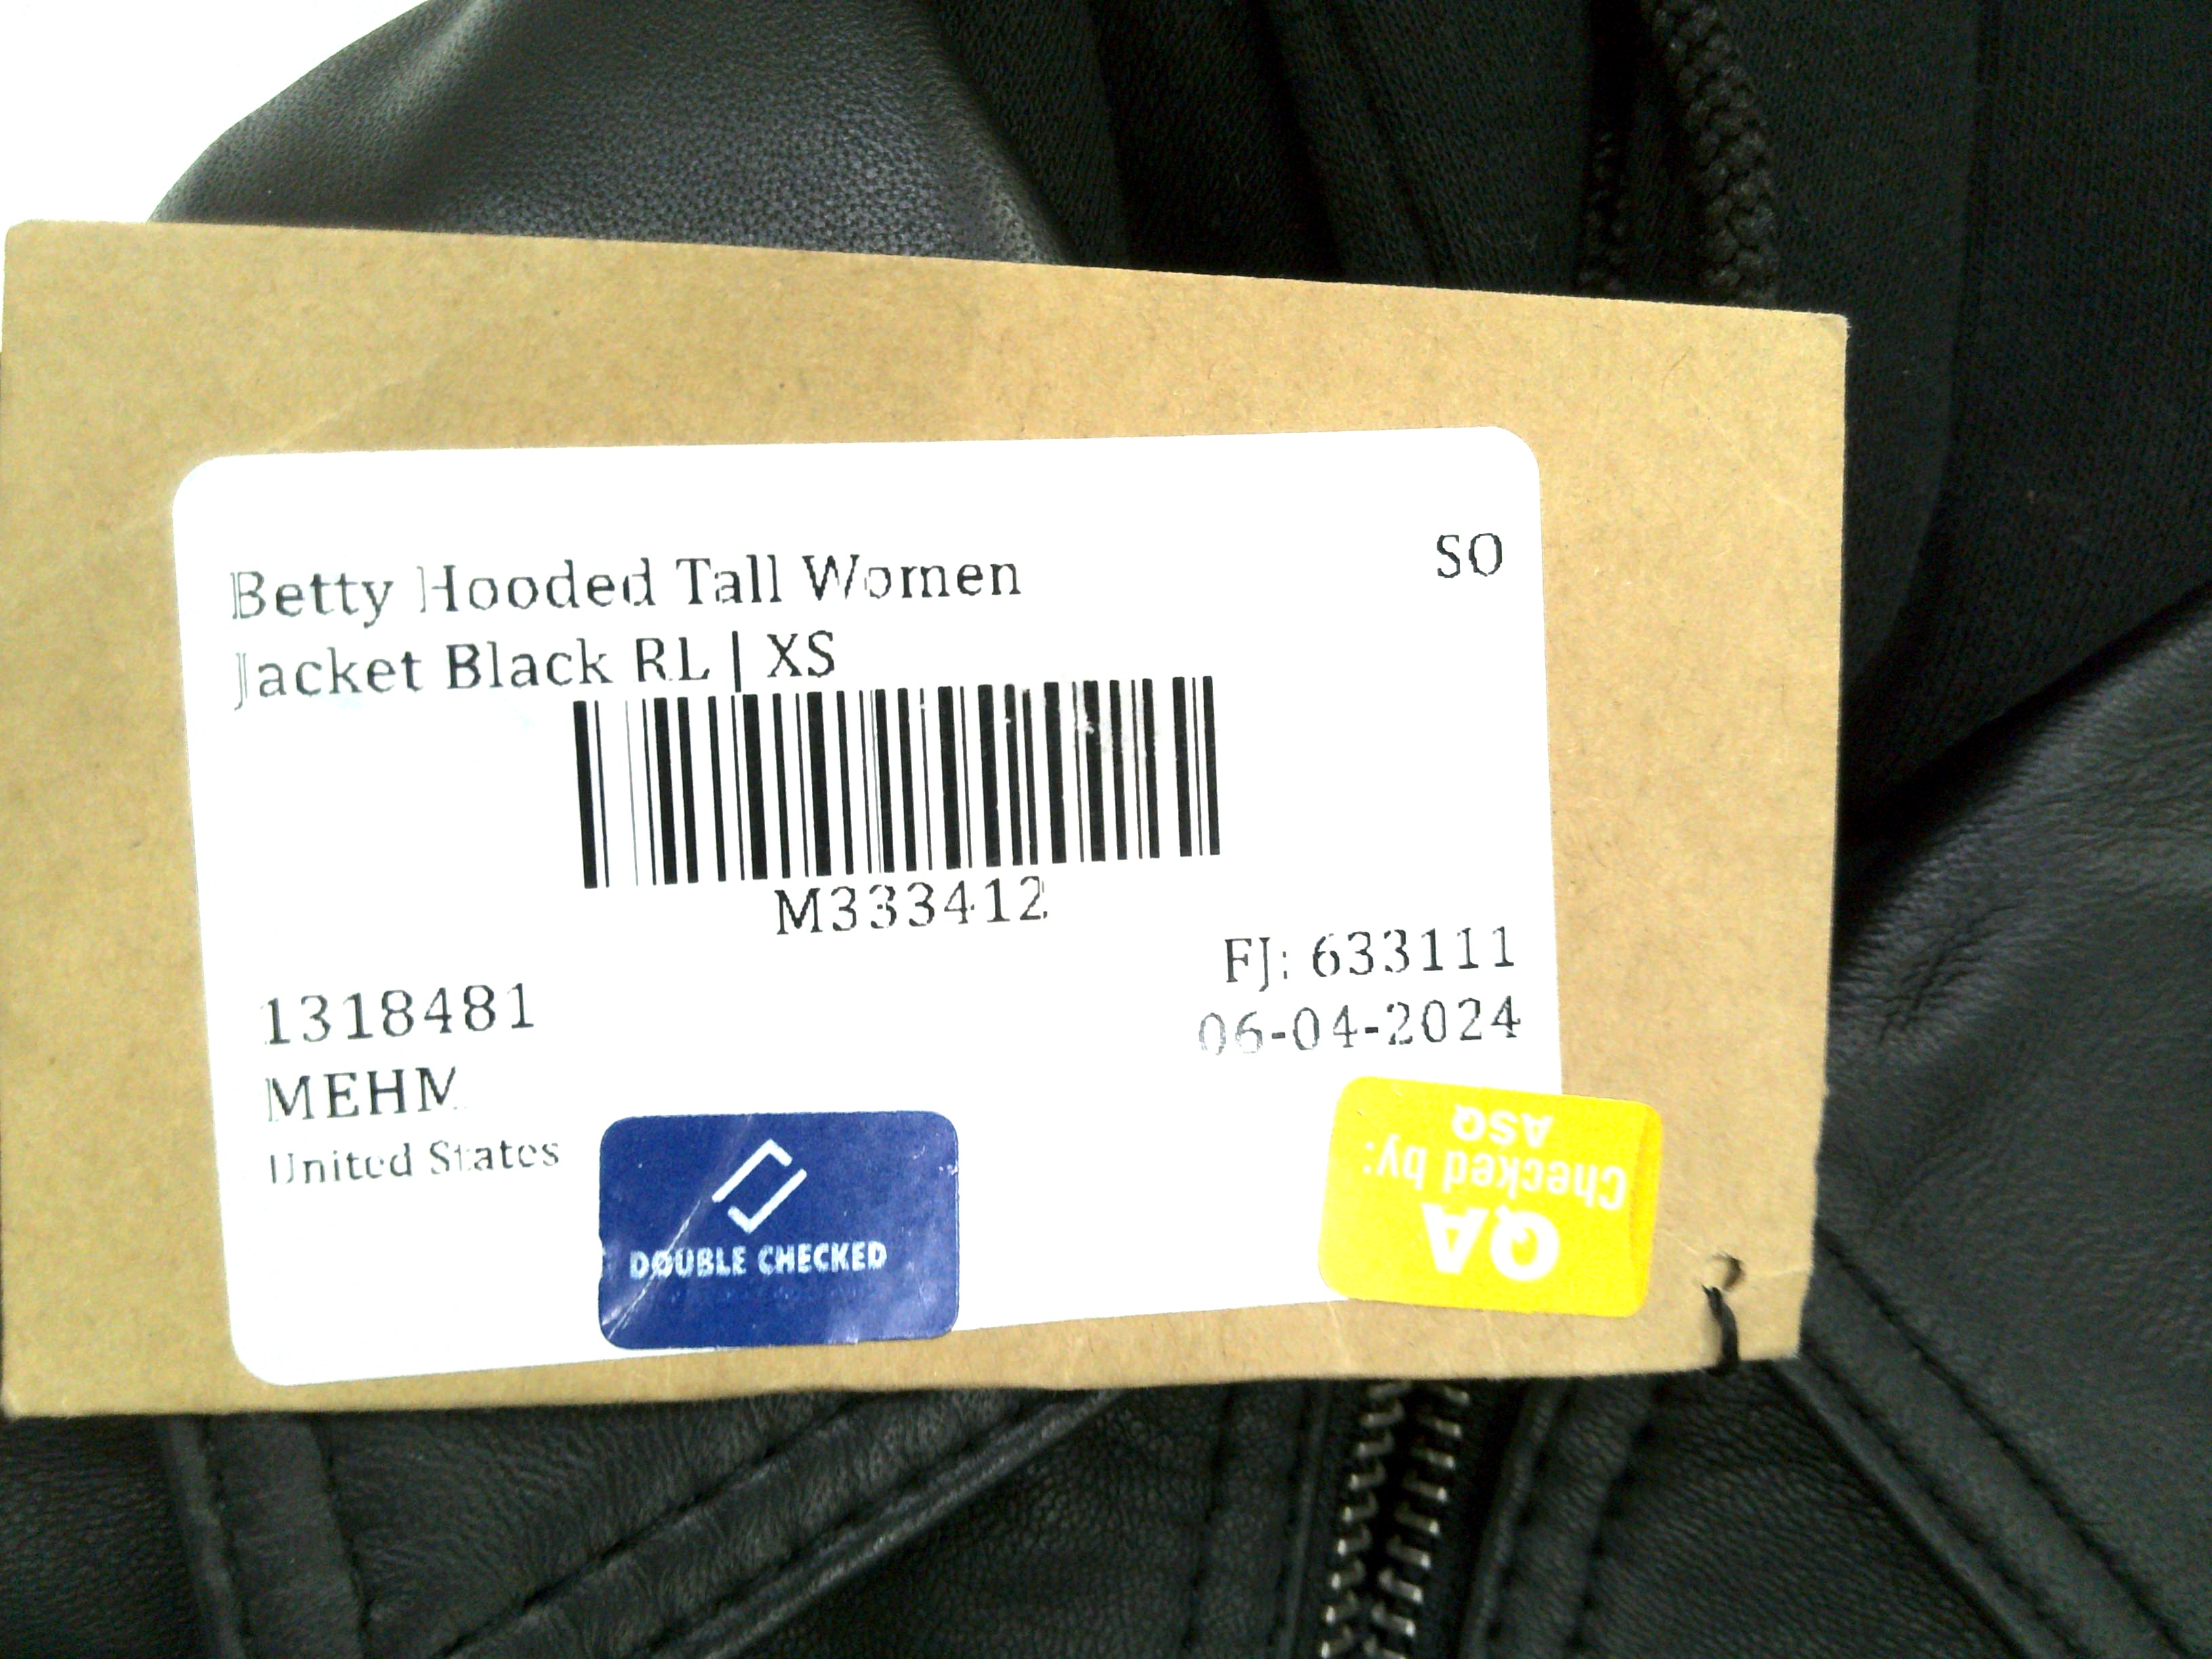 Betty Hooded Tall Women
Jacket Black RL | XS
SO
M333412
FJ: 633111
06-04-2024
1318481
MEHM
United States
DOUBLE CHECKED
QA
Checked by:
ASQ